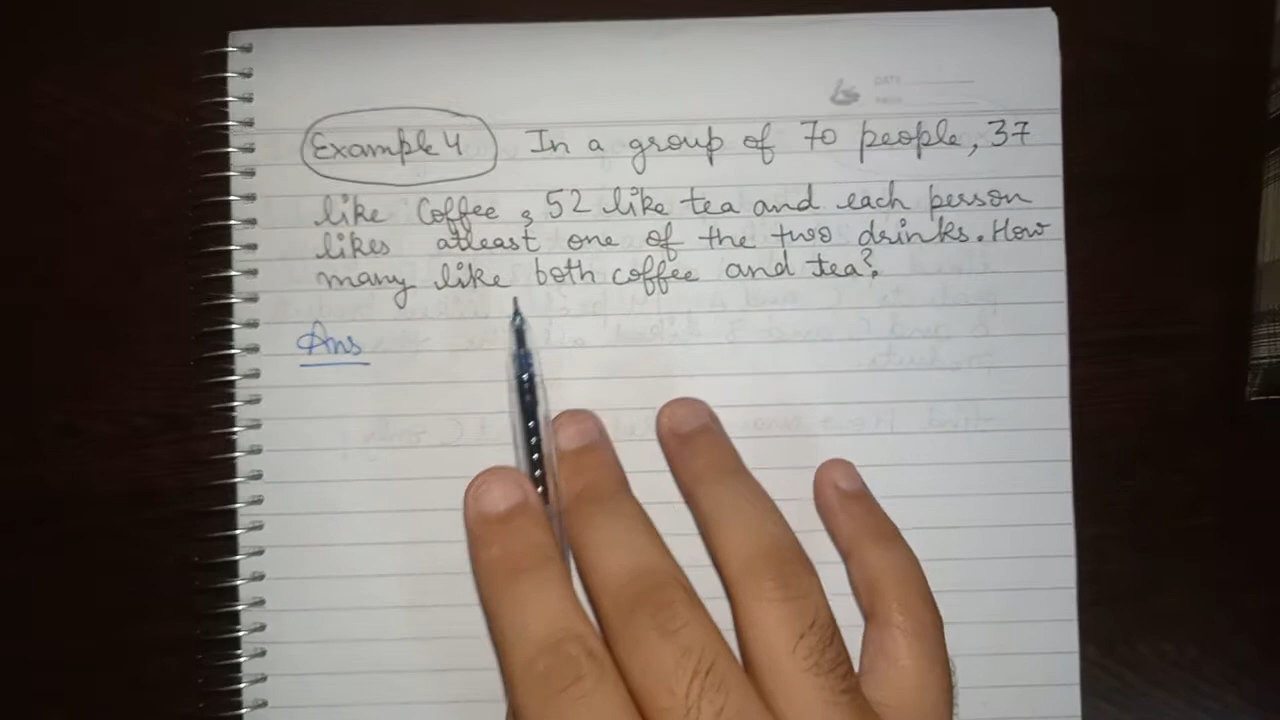 DATE
Example 4 In a group of 70 people, 37
like Coffee, 52 like tea and each person
likes atleast one of the two drinks. How
many like both coffee and tea?
Ans